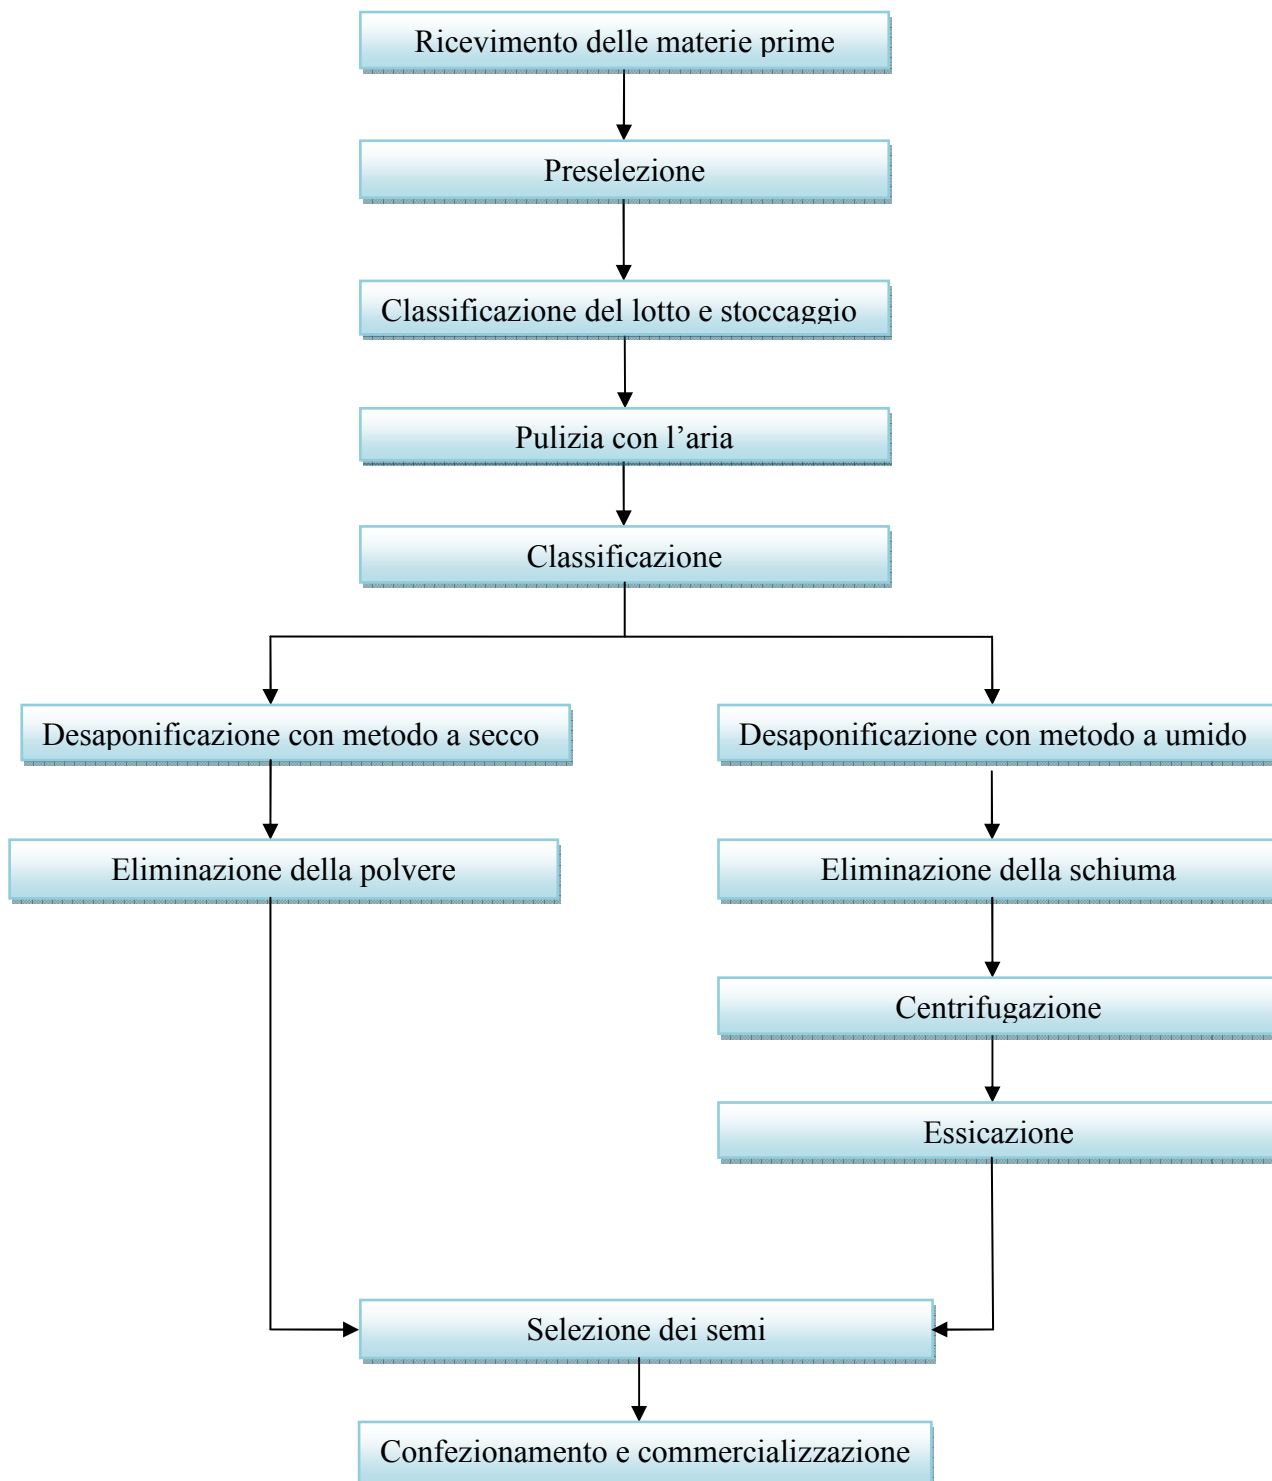 Ricevimento delle materie prime
Preselezione
Classificazione del lotto e stoccaggio
Pulizia con l’aria
Classificazione
Desaponificazione con metodo a secco
Desaponificazione con metodo a umido
Eliminazione della polvere
Eliminazione della schiuma
Centrifugazione
Essicazione
Selezione dei semi
Confezionamento e commercializzazione